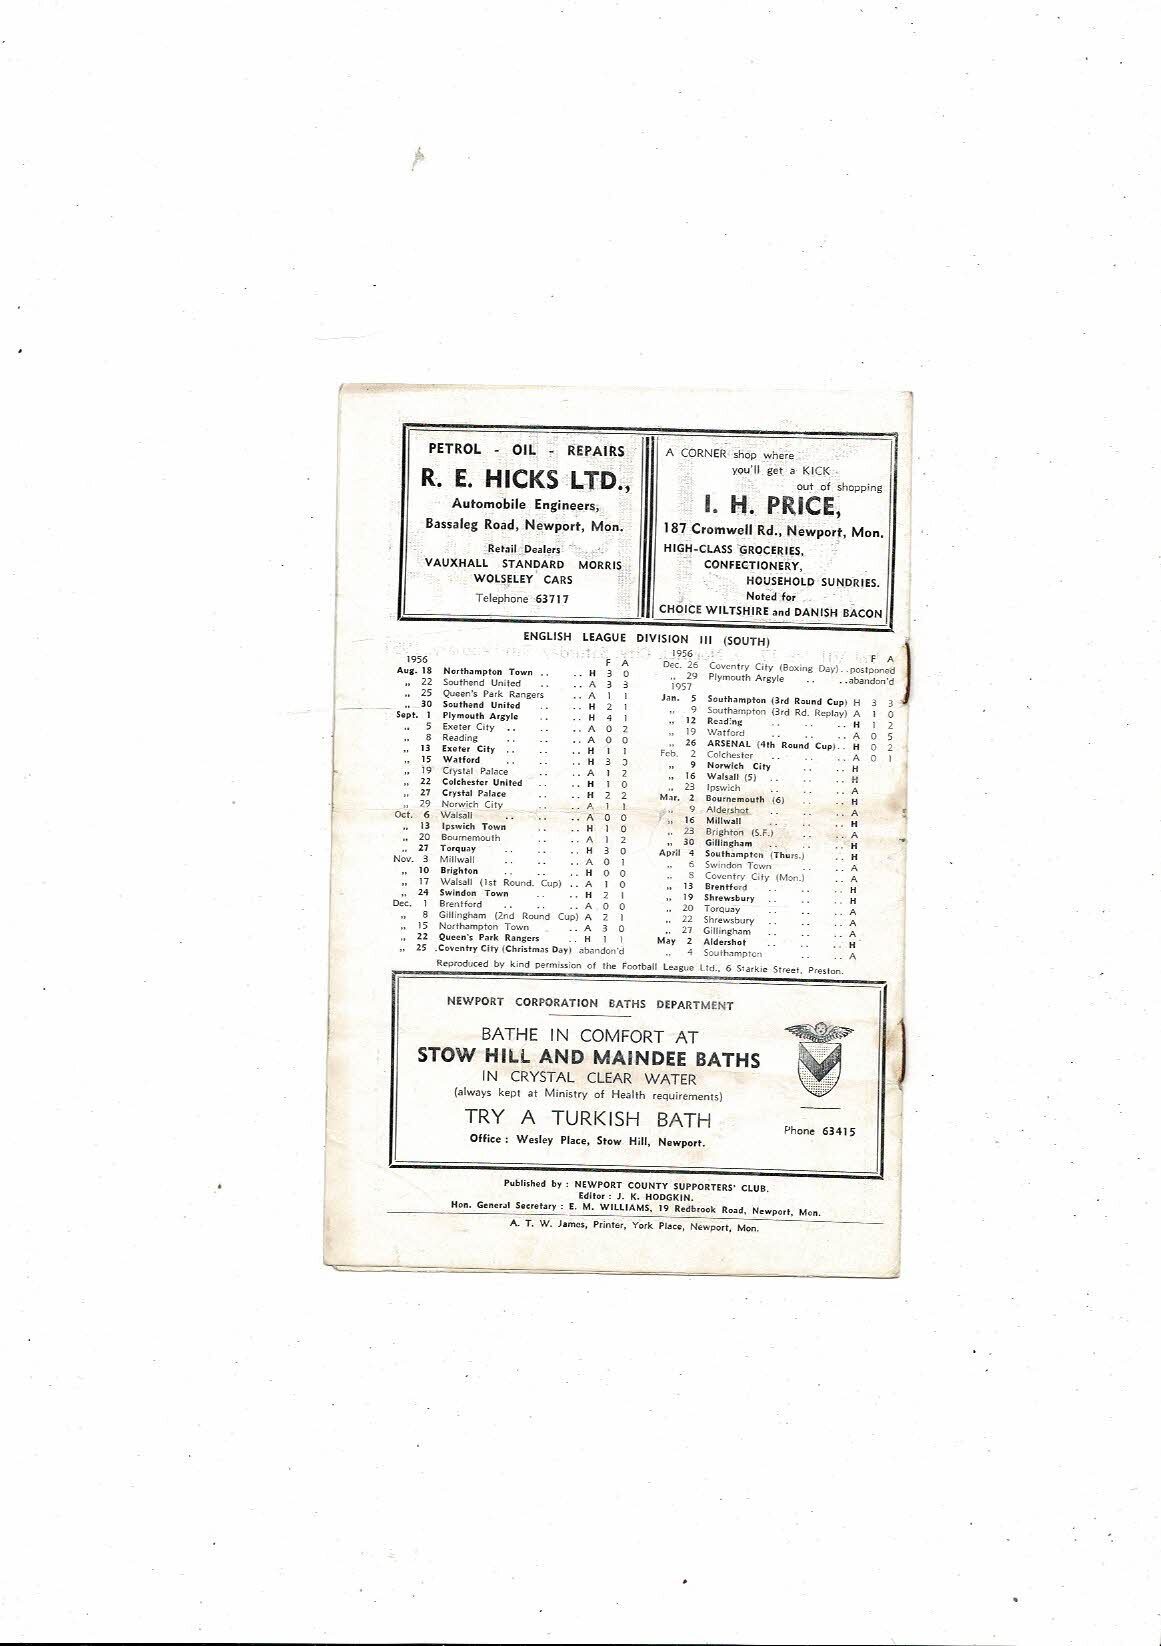 PETROL - OIL - REPAIRS
R. E. HICKS LTD.,
Automobile Engineers,
Bassaleg Road, Newport, Mon.
Retail Dealers
VAUXHALL STANDARD MORRIS
WOLSELEY CARS
Telephone 63717
A CORNER shop where
you'll get a KICK
out of shopping
I. H. PRICE,
187 Cromwell Rd., Newport, Mon.
HIGH-CLASS GROCERIES,
CONFECTIONERY,
HOUSEHOLD SUNDRIES.
Noted for
CHOICE WILTSHIRE and DANISH BACON
ENGLISH LEAGUE DIVISION III (SOUTH)
1956 F A
Aug. 18 Northampton Town .. .. H 3 0
,, 22 Southend United .. .. A 3 3
,, 25 Queen's Park Rangers .. A 1 1
,, 30 Southend United .. .. H 2 1
Sept. 1 Plymouth Argyle .. .. H 4 1
,, 5 Exeter City .. .. .. A 0 2
,, 8 Reading .. .. .. A 0 0
,, 13 Exeter City .. .. .. H 1 1
,, 15 Watford .. .. .. H 3 0
,, 19 Crystal Palace .. .. A 1 2
,, 22 Colchester United .. .. H 1 0
,, 27 Crystal Palace .. .. H 2 2
,, 29 Norwich City .. .. A 1 1
Oct. 6 Walsall .. .. .. A 0 0
,, 13 Ipswich Town .. .. H 1 0
,, 20 Bournemouth .. .. A 1 2
,, 27 Torquay .. .. .. H 3 0
Nov. 3 Millwall .. .. .. A 0 1
,, 10 Brighton .. .. .. H 0 0
,, 17 Walsall (1st Round. Cup) .. A 1 0
,, 24 Swindon Town .. .. H 2 1
Dec. 1 Brentford .. .. .. A 0 0
,, 8 Gillingham (2nd Round Cup) A 2 1
,, 15 Northampton Town .. A 3 0
,, 22 Queen's Park Rangers .. H 1 1
,, 25 .Coventry City (Christmas Day) abandon'd
1956 F A
Dec. 26 Coventry City (Boxing Day)..postponed
,, 29 Plymouth Argyle .. ..abandon'd
1957
Jan. 5 Southampton (3rd Round Cup) H 3 3
,, 9 Southampton (3rd Rd. Replay) A 1 0
,, 12 Reading .. .. .. H 1 2
,, 19 Watford .. .. .. A 0 5
,, 26 ARSENAL (4th Round Cup).. H 0 2
Feb. 2 Colchester .. .. .. A 0 1
,, 9 Norwich City .. .. H
,, 16 Walsall (5) .. .. .. H
,, 23 Ipswich .. .. .. A
Mar. 2 Bournemouth (6) .. .. H
,, 9 Aldershot .. .. .. A
,, 16 Millwall .. .. .. H
,, 23 Brighton (S.F.) .. .. A
,, 30 Gillingham .. .. .. H
April 4 Southampton (Thurs.) .. H
,, 6 Swindon Town .. .. A
,, 8 Coventry City (Mon.) .. A
,, 13 Brentford .. .. .. H
,, 19 Shrewsbury .. .. .. H
,, 20 Torquay .. .. .. A
,, 22 Shrewsbury .. .. .. A
,, 27 Gillingham .. .. .. A
May 2 Aldershot .. .. .. H
,, 4 Southampton .. .. A
Reproduced by kind permission of the Football League Ltd., 6 Starkie Street, Preston.
NEWPORT CORPORATION BATHS DEPARTMENT
BATHE IN COMFORT AT
STOW HILL AND MAINDEE BATHS
IN CRYSTAL CLEAR WATER
(always kept at Ministry of Health requirements)
TRY A TURKISH BATH
Office : Wesley Place, Stow Hill, Newport.
Phone 63415
Published by : NEWPORT COUNTY SUPPORTERS' CLUB.
Editor : J. K. HODGKIN.
Hon. General Secretary : E. M. WILLIAMS, 19 Redbrook Road, Newport, Mon.
A. T. W. James, Printer, York Place, Newport, Mon.